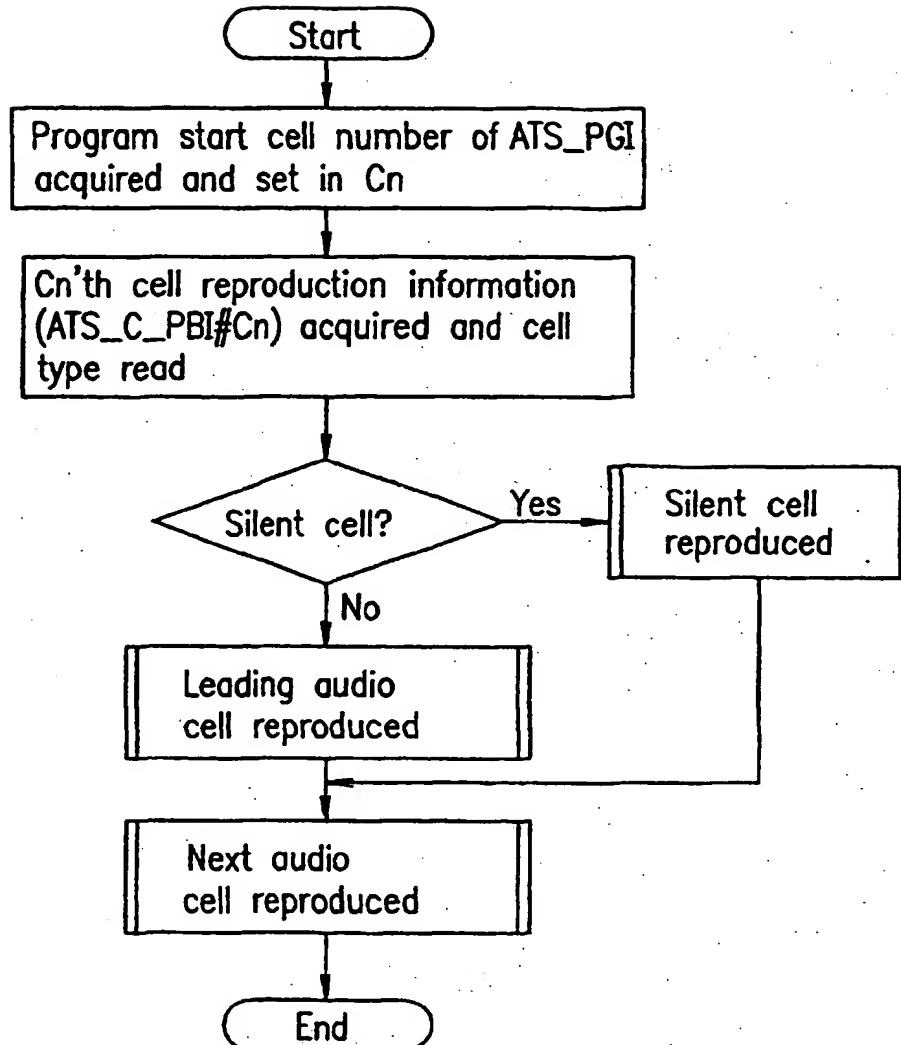 Start
Program start cell number of ATS_PGI
acquired and set in Cn
Cn'th cell reproduction information
(ATS_C_PBI#Cn) acquired and cell
type read
Silent cell?
Yes
Silent cell
reproduced
No
Leading audio
cell reproduced
Next audio
cell reproduced
End